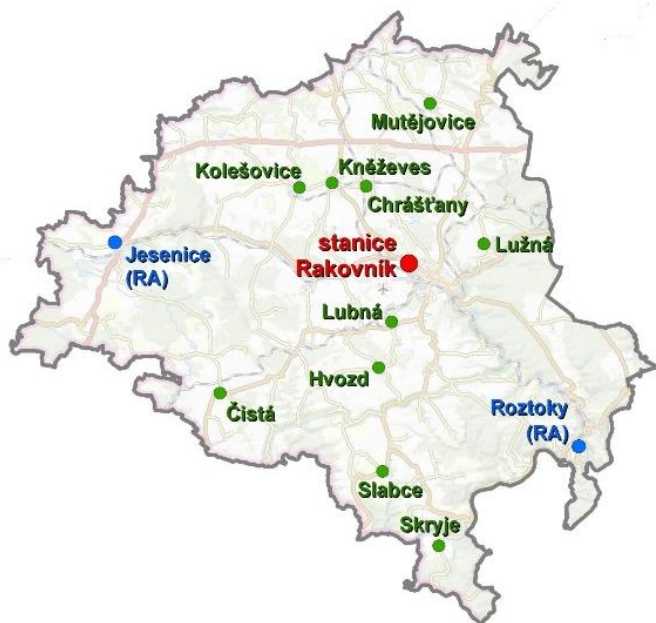 Mutějovice
Kolešovice
Kněževes
Chrášťany
stanice
Rakovník
Lužná
Jesenice
(RA)
Lubná
Hvozd
Čistá
Roztoky
(RA)
Slabce
Skryje